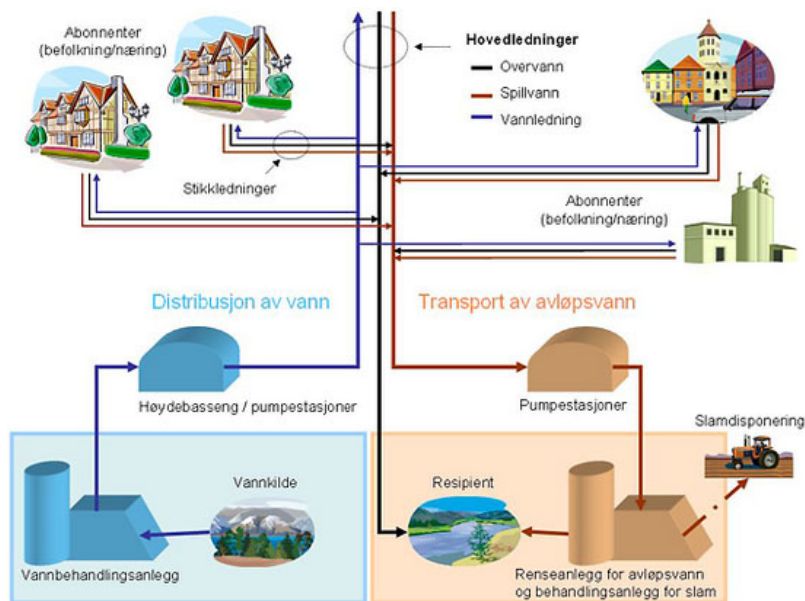 Abonnenter
(befolkning/næring)
Hovedledninger
Overvann
Spillvann
Vannledning
Stikkledninger
Abonnenter
(befolkning/næring)
Distribusjon av vann
Transport av avløpsvann
Høydebasseng / pumpestasjoner
Pumpestasjoner
Slamdisponering
Vannkilde
Resipient
Vannbehandlingsanlegg
Renseanlegg for avløpsvann
og behandlingsanlegg for slam